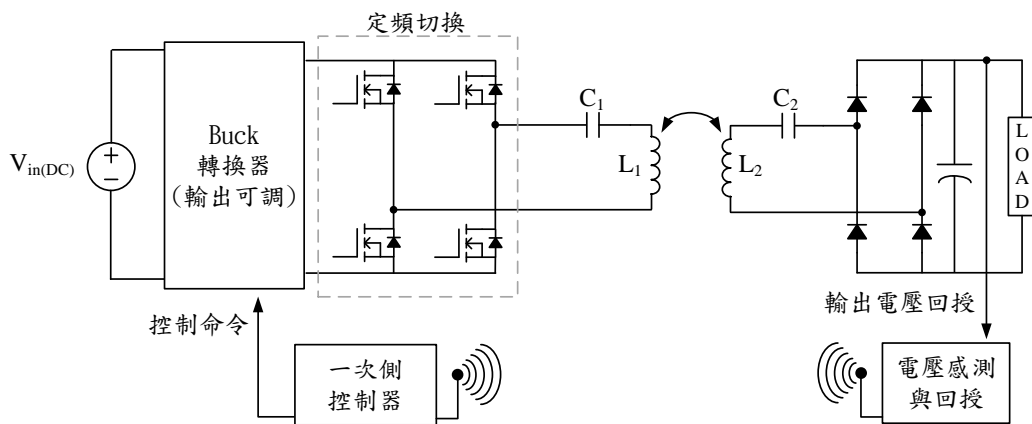 定頻切換
Buck
轉換器
(輸出可調)
Vin(DC)
C1
C2
L1
L2
LOAD
控制命令
輸出電壓回授
一次側
控制器
電壓感測
與回授